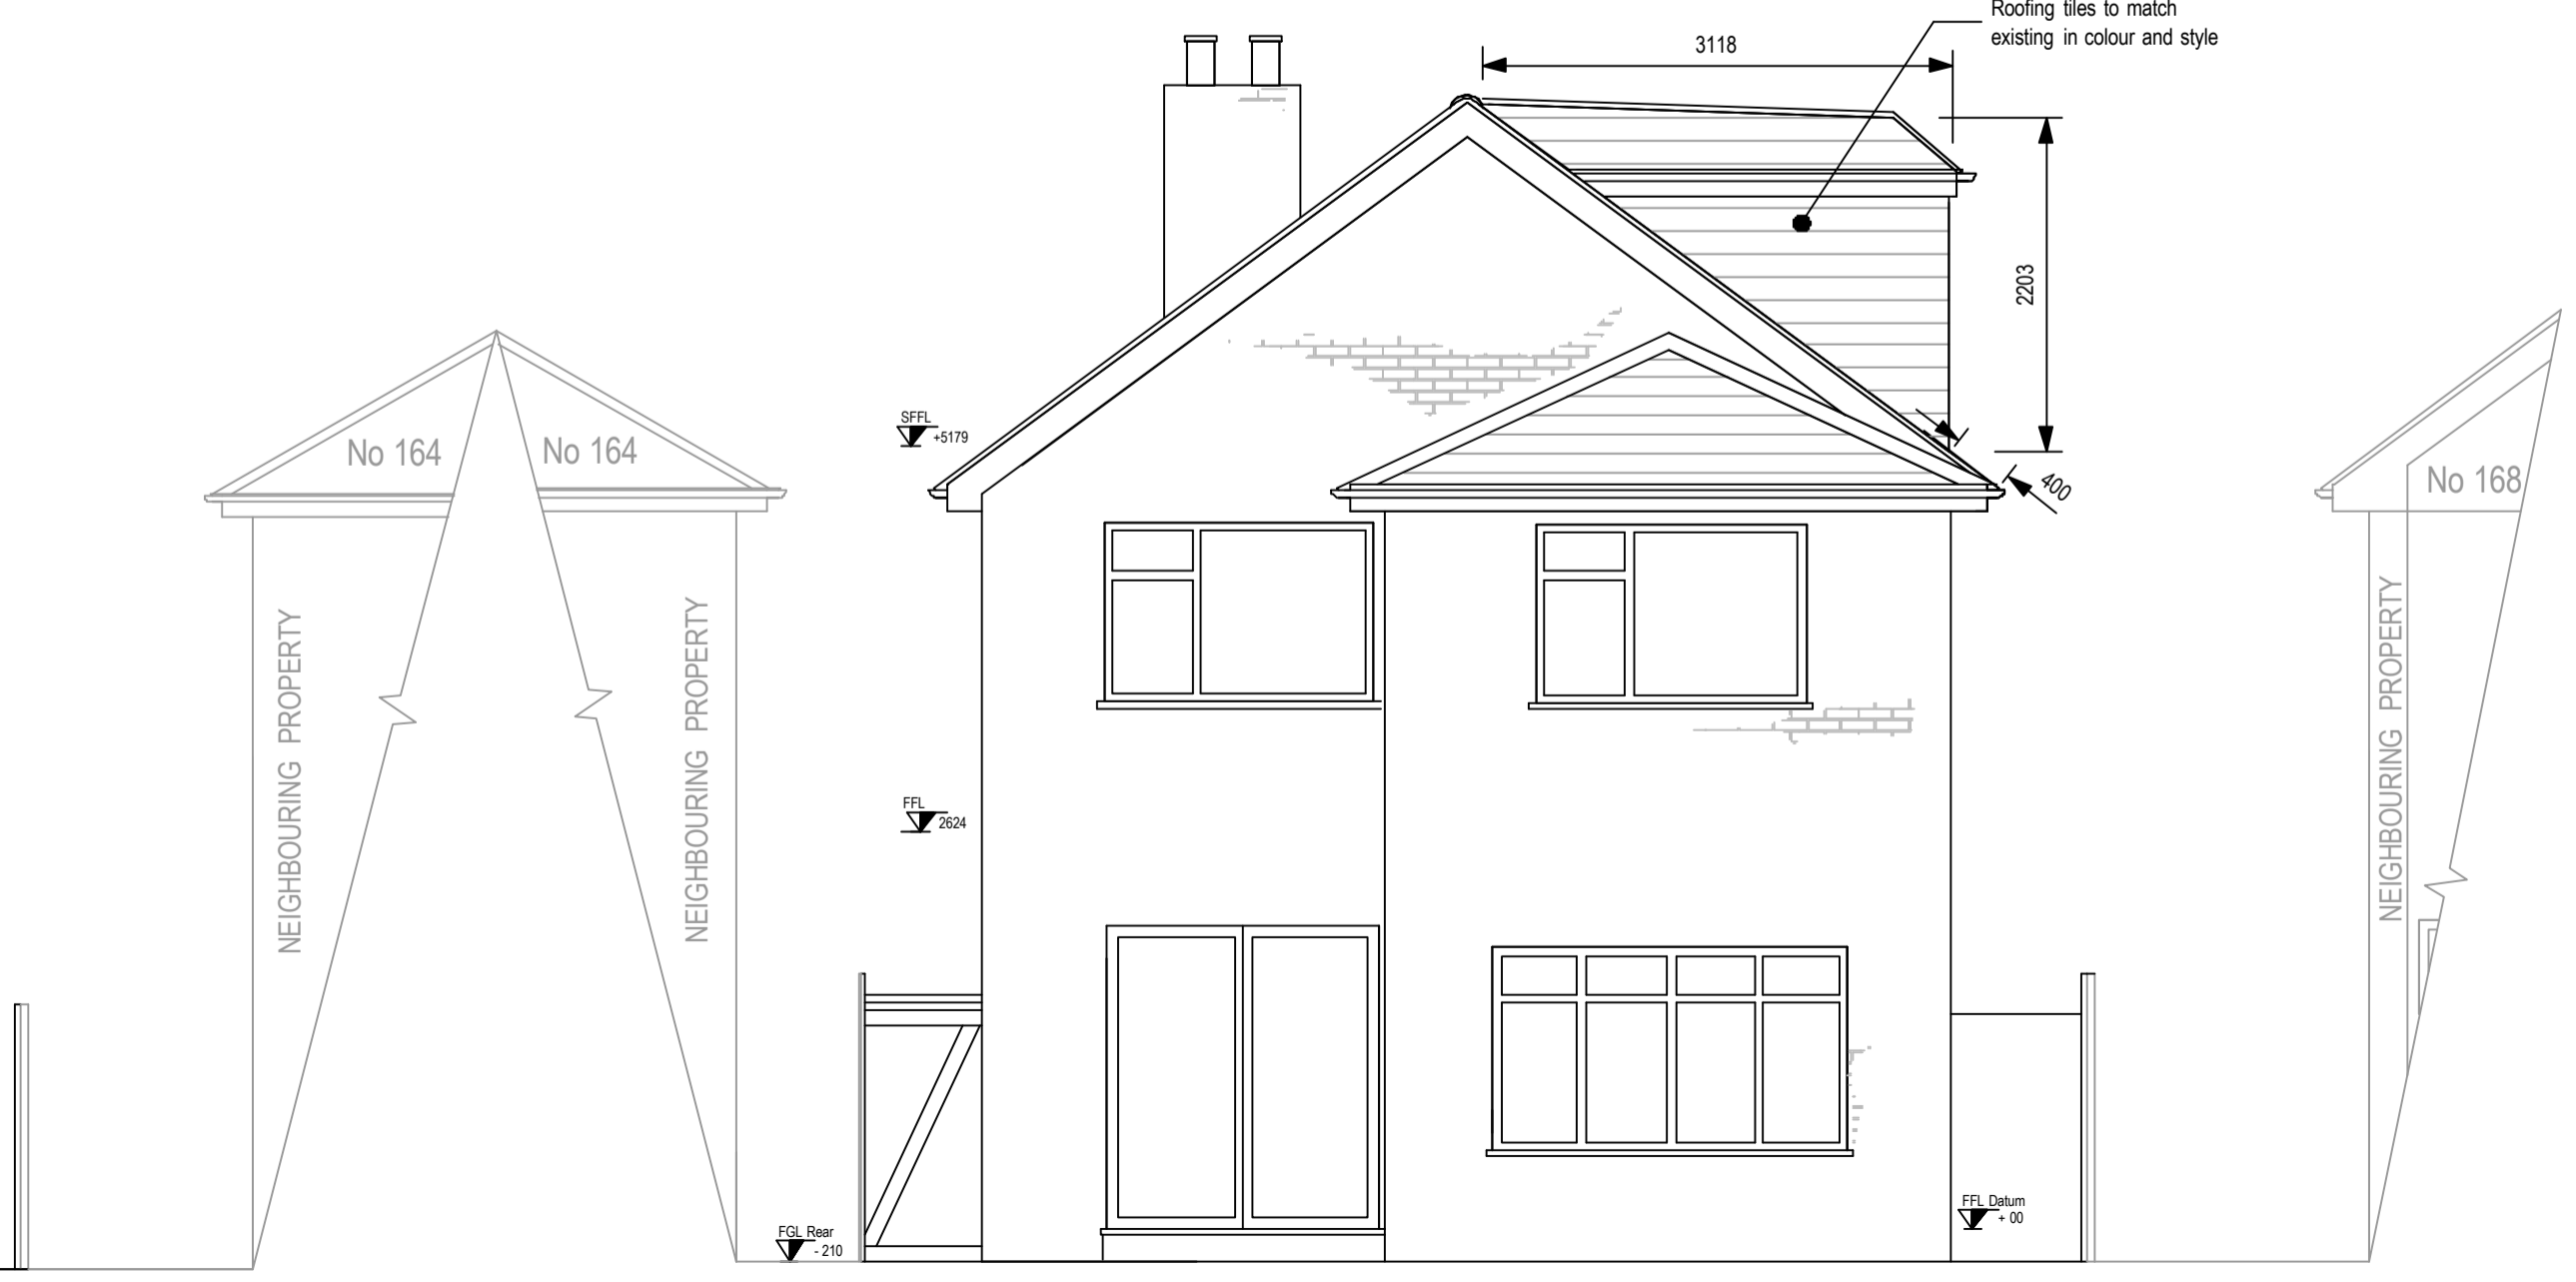 Roofing tiles to match
existing in colour and style
3118
2203
400
SFFL
+5179
No 164
No 164
No 168
NEIGHBOURING PROPERTY
NEIGHBOURING PROPERTY
NEIGHBOURING PROPERTY
FFL
2624
FFL Datum
+ 00
FGL Rear
- 210